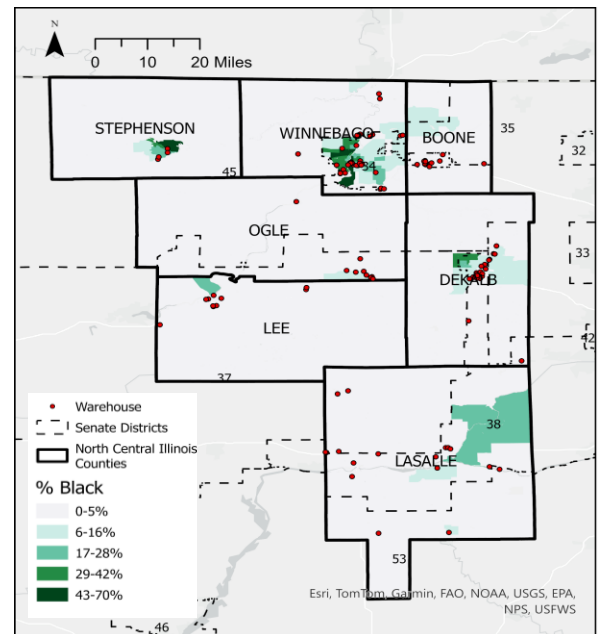 N
0 10 20 Miles
STEPHENSON
WINNEBAGO
BOONE
35
32
34
45
OGLE
33
DEKALB
LEE
42
37
38
LASALLE
53
46
Warehouse
Senate Districts
North Central Illinois
Counties
% Black
0-5%
6-16%
17-28%
29-42%
43-70%
Esri, TomTom, Garmin, FAO, NOAA, USGS, EPA,
NPS, USFWS